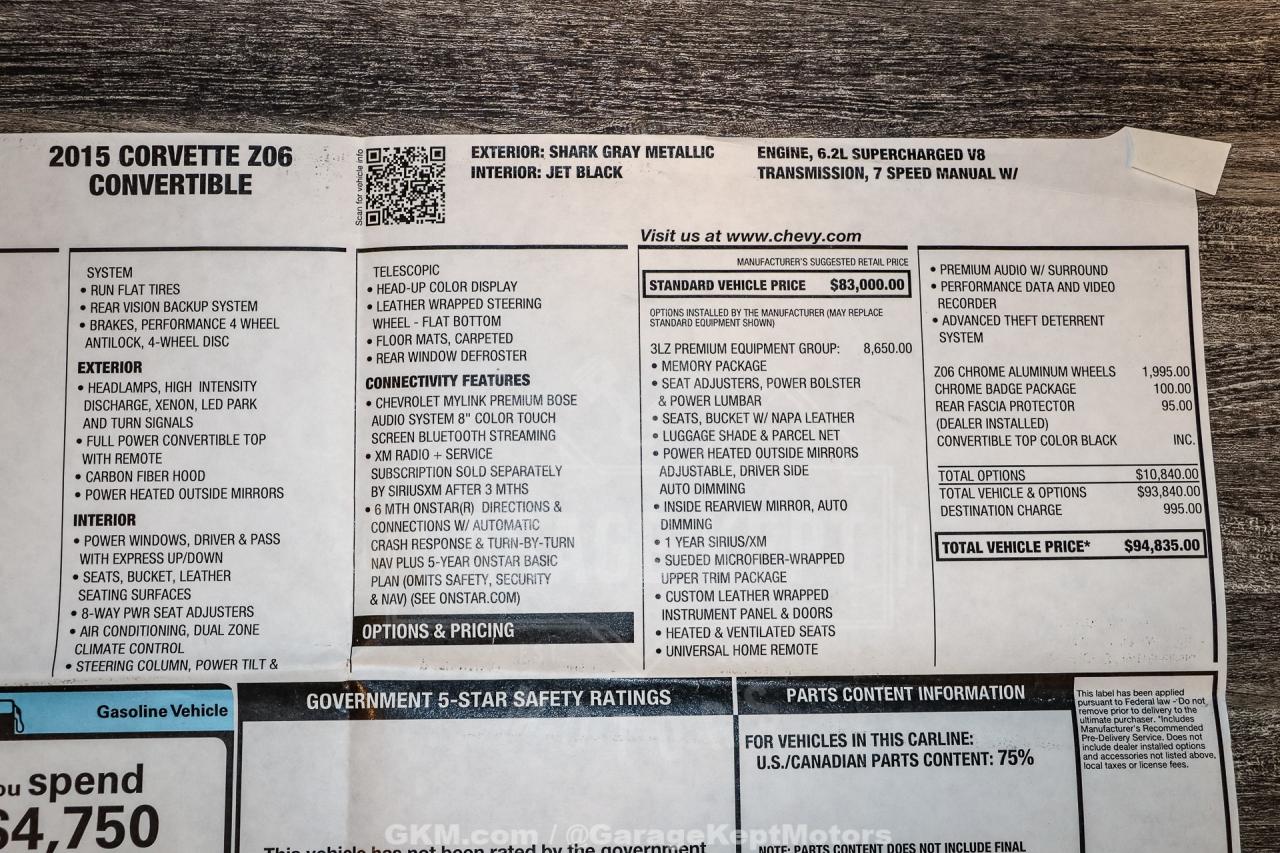 2015 CORVETTE Z06
CONVERTIBLE
Scan for vehicle info
EXTERIOR: SHARK GRAY METALLIC
INTERIOR: JET BLACK
ENGINE, 6.2L SUPERCHARGED V8
TRANSMISSION, 7 SPEED MANUAL W/
SYSTEM
• RUN FLAT TIRES
• REAR VISION BACKUP SYSTEM
• BRAKES, PERFORMANCE 4 WHEEL
ANTILOCK, 4-WHEEL DISC
EXTERIOR
• HEADLAMPS, HIGH INTENSITY
DISCHARGE, XENON, LED PARK
AND TURN SIGNALS
• FULL POWER CONVERTIBLE TOP
WITH REMOTE
• CARBON FIBER HOOD
• POWER HEATED OUTSIDE MIRRORS
INTERIOR
• POWER WINDOWS, DRIVER & PASS
WITH EXPRESS UP/DOWN
• SEATS, BUCKET, LEATHER
SEATING SURFACES
• 8-WAY PWR SEAT ADJUSTERS
• AIR CONDITIONING, DUAL ZONE
CLIMATE CONTROL
• STEERING COLUMN, POWER TILT &
TELESCOPIC
• HEAD-UP COLOR DISPLAY
• LEATHER WRAPPED STEERING
WHEEL - FLAT BOTTOM
• FLOOR MATS, CARPETED
• REAR WINDOW DEFROSTER
CONNECTIVITY FEATURES
• CHEVROLET MYLINK PREMIUM BOSE
AUDIO SYSTEM 8" COLOR TOUCH
SCREEN BLUETOOTH STREAMING
• XM RADIO + SERVICE
SUBSCRIPTION SOLD SEPARATELY
BY SIRIUSXM AFTER 3 MTHS
• 6 MTH ONSTAR(R) DIRECTIONS &
CONNECTIONS W/ AUTOMATIC
CRASH RESPONSE & TURN-BY-TURN
NAV PLUS 5-YEAR ONSTAR BASIC
PLAN (OMITS SAFETY, SECURITY
& NAV) (SEE ONSTAR.COM)
OPTIONS & PRICING
Visit us at www.chevy.com
MANUFACTURER'S SUGGESTED RETAIL PRICE
STANDARD VEHICLE PRICE $83,000.00
OPTIONS INSTALLED BY THE MANUFACTURER (MAY REPLACE
STANDARD EQUIPMENT SHOWN)
3LZ PREMIUM EQUIPMENT GROUP: 8,650.00
• MEMORY PACKAGE
• SEAT ADJUSTERS, POWER BOLSTER
& POWER LUMBAR
• SEATS, BUCKET W/ NAPA LEATHER
• LUGGAGE SHADE & PARCEL NET
• POWER HEATED OUTSIDE MIRRORS
ADJUSTABLE, DRIVER SIDE
AUTO DIMMING
• INSIDE REARVIEW MIRROR, AUTO
DIMMING
• 1 YEAR SIRIUS/XM
• SUEDED MICROFIBER-WRAPPED
UPPER TRIM PACKAGE
• CUSTOM LEATHER WRAPPED
INSTRUMENT PANEL & DOORS
• HEATED & VENTILATED SEATS
• UNIVERSAL HOME REMOTE
• PREMIUM AUDIO W/ SURROUND
• PERFORMANCE DATA AND VIDEO
RECORDER
• ADVANCED THEFT DETERRENT
SYSTEM
Z06 CHROME ALUMINUM WHEELS 1,995.00
CHROME BADGE PACKAGE 100.00
REAR FASCIA PROTECTOR 95.00
(DEALER INSTALLED)
CONVERTIBLE TOP COLOR BLACK INC.
TOTAL OPTIONS $10,840.00
TOTAL VEHICLE & OPTIONS $93,840.00
DESTINATION CHARGE 995.00
TOTAL VEHICLE PRICE* $94,835.00
Gasoline Vehicle
ou spend
$4,750
GOVERNMENT 5-STAR SAFETY RATINGS
This vehicle has not been rated by the government
PARTS CONTENT INFORMATION
FOR VEHICLES IN THIS CARLINE:
U.S./CANADIAN PARTS CONTENT: 75%
NOTE: PARTS CONTENT DOES NOT INCLUDE FINAL
This label has been applied
pursuant to Federal law - Do not
remove prior to delivery to the
ultimate purchaser. *Includes
Manufacturer's Recommended
Pre-Delivery Service. Does not
include dealer installed options
and accessories not listed above,
local taxes or license fees.
GKM.com / @GarageKeptMotors